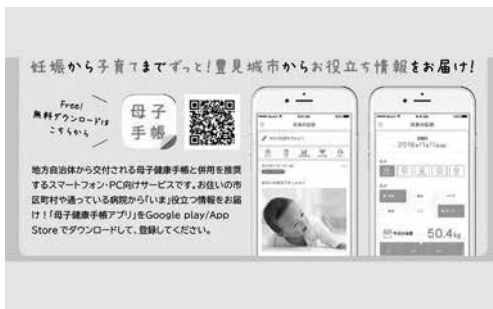 妊娠から子育てまでずっと!豊見城市からお役立ち情報をお届け!
Free!
無料ダウンロードは
こちらから
母子
手帳
地方自治体から交付される母子健康手帳と併用を推奨
するスマートフォン・PC向けサービスです。お住いの市
区町村や通っている病院から「いま」役立つ情報をお届
け!「母子健康手帳アプリ」をGoogle play/App
Storeでダウンロードして、登録してください。
2016年11月11日
50.4kg